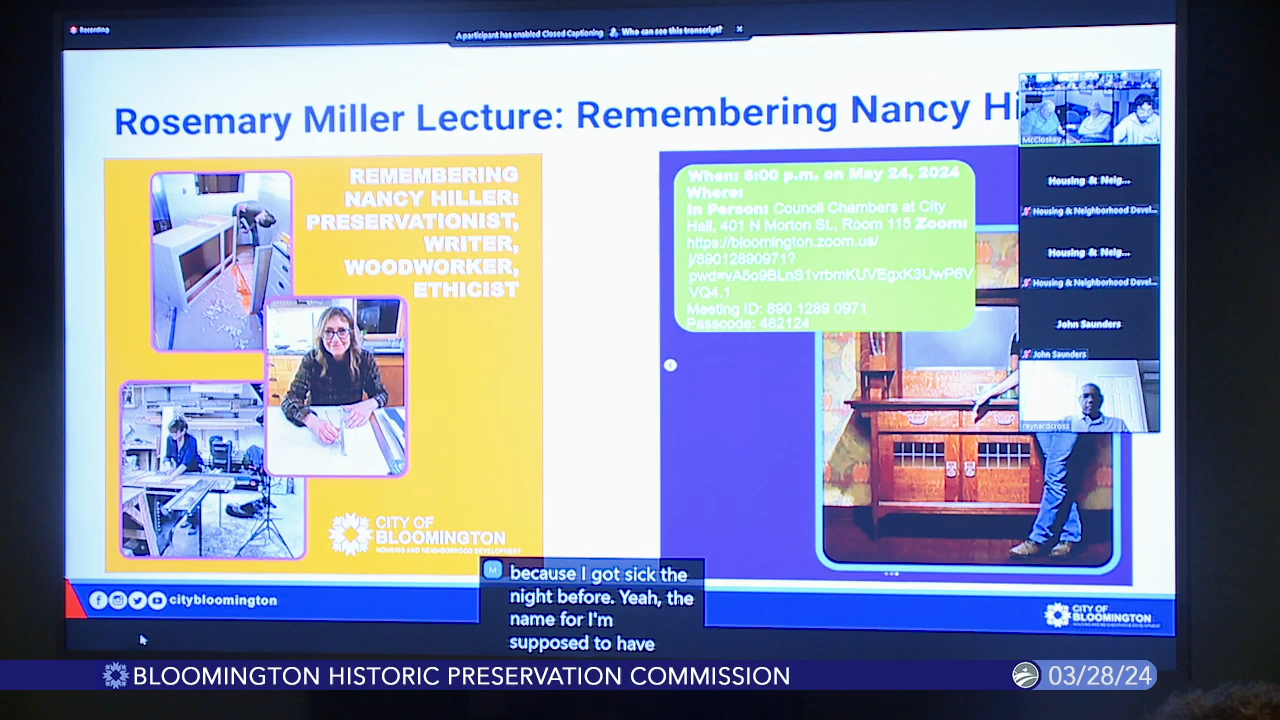 Recording
A participant has enabled Closed Captioning
Who can see this transcript?
Rosemary Miller Lecture: Remembering Nancy Hi
REMEMBERING
NANCY HILLER:
PRESERVATIONIST,
WRITER,
WOODWORKER,
ETHICIST
CITY OF
BLOOMINGTON
HOUSING AND NEIGHBORHOOD DEVELOPMENT
When: 6:00 p.m. on May 24, 2024
Where:
In Person: Council Chambers at City
Hall, 401 N Morton St., Room 115 Zoom:
https://bloomington.zoom.us/
j/89012890971?
pwd=vA5o9BLnS1vrbmKUVEgxK3UwP6V
VQ4.1
Meeting ID: 890 1289 0971
Passcode: 482124
McCloskey
Housing & Neig...
Housing & Neighborhood Devel...
Housing & Neig...
Housing & Neighborhood Devel...
John Saunders
John Saunders
reynardcross
citybloomington
CITY OF
BLOOMINGTON
M
because I got sick the
night before. Yeah, the
name for I'm
supposed to have
BLOOMINGTON HISTORIC PRESERVATION COMMISSION
03/28/24